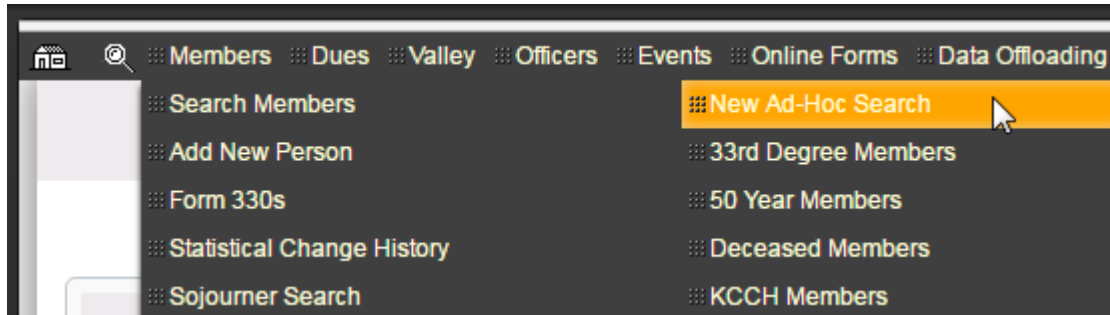 Members Dues Valley Officers Events Online Forms Data Offloading
Search Members New Ad-Hoc Search
Add New Person 33rd Degree Members
Form 330s 50 Year Members
Statistical Change History Deceased Members
Sojourner Search KCCH Members